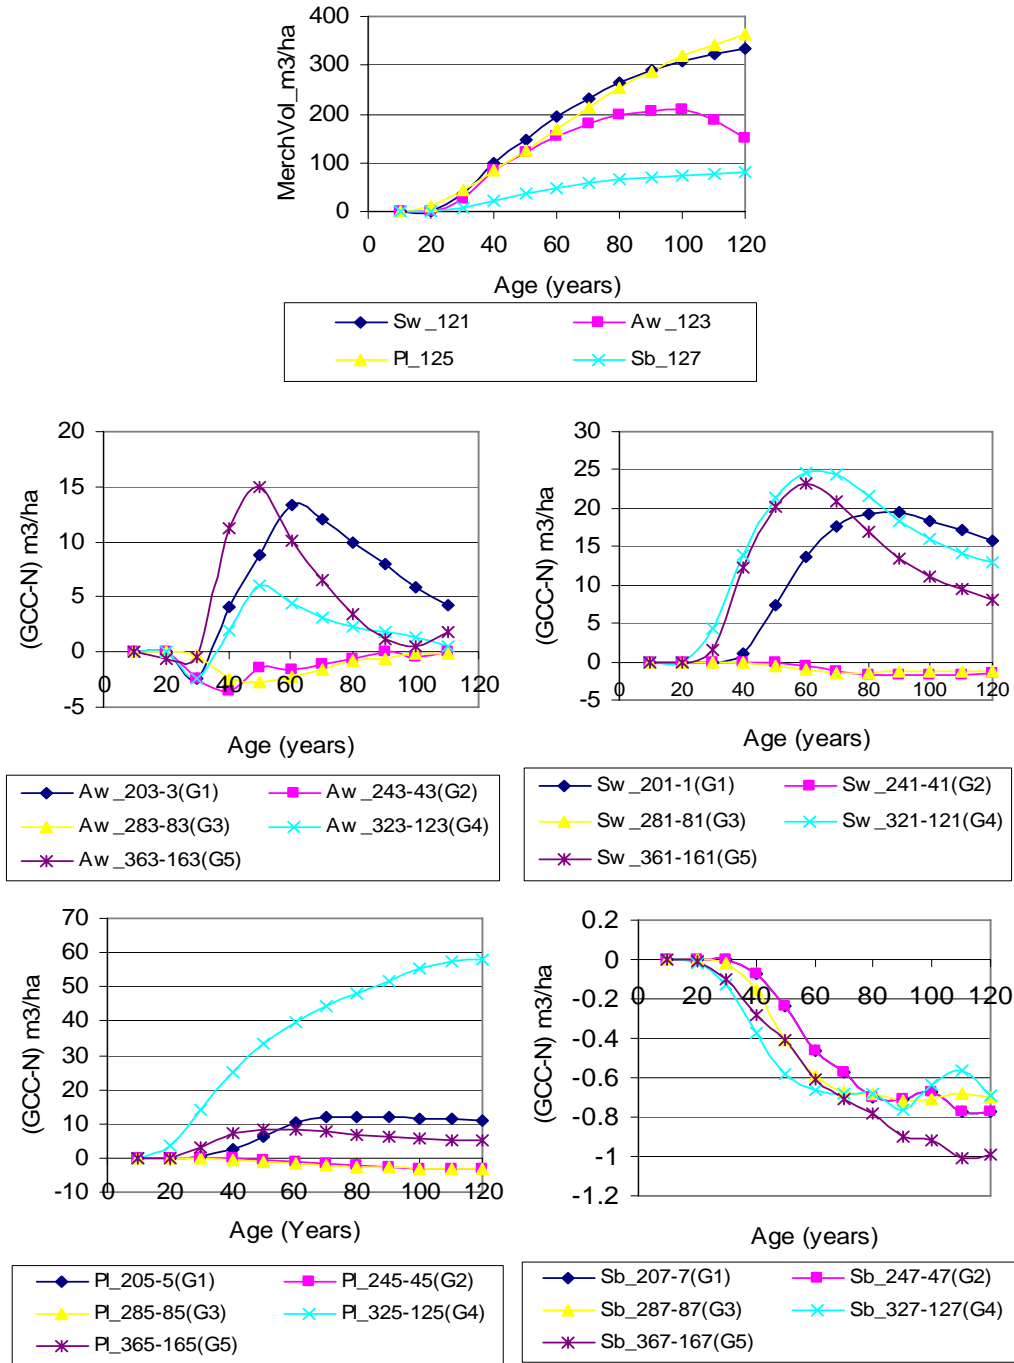 MerchVol_m3/ha
400
300
200
100
0
0 20 40 60 80 100 120
Age (years)
Sw_121 Aw_123
Pl_125 Sb_127
(GCC-N) m3/ha
20
15
10
5
0
-5
0 20 40 60 80 100 120
Age (years)
Aw_203-3(G1) Aw_243-43(G2)
Aw_283-83(G3) Aw_323-123(G4)
Aw_363-163(G5)
(GCC-N) m3/ha
30
25
20
15
10
5
0
-5
0 20 40 60 80 100 120
Age (years)
Sw_201-1(G1) Sw_241-41(G2)
Sw_281-81(G3) Sw_321-121(G4)
Sw_361-161(G5)
(GCC-N) m3/ha
70
60
50
40
30
20
10
0
-10
0 20 40 60 80 100 120
Age (Years)
Pl_205-5(G1) Pl_245-45(G2)
Pl_285-85(G3) Pl_325-125(G4)
Pl_365-165(G5)
(GCC-N) m3/ha
0.2
0
-0.2
-0.4
-0.6
-0.8
-1
-1.2
0 20 40 60 80 100 120
Age (years)
Sb_207-7(G1) Sb_247-47(G2)
Sb_287-87(G3) Sb_327-127(G4)
Sb_367-167(G5)